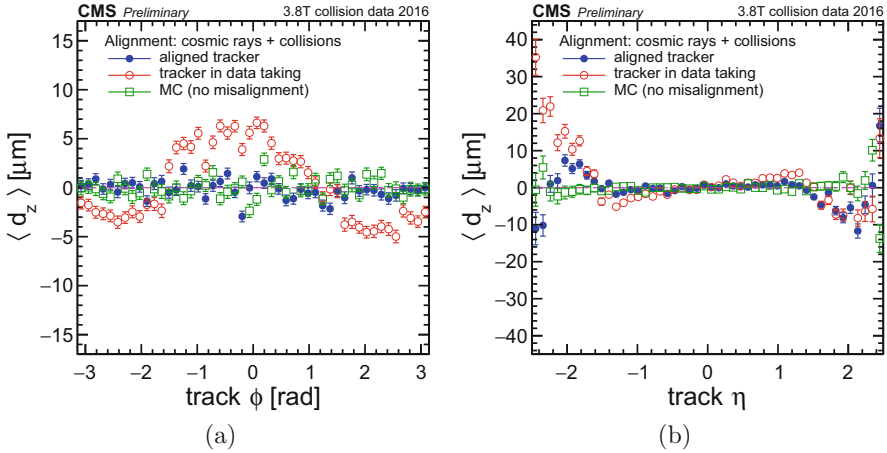 CMS Preliminary 3.8T collision data 2016
Alignment: cosmic rays + collisions
aligned tracker
tracker in data taking
MC (no misalignment)
⟨ d_z ⟩ [μm]
15
10
5
0
−5
−10
−15
−3 −2 −1 0 1 2 3
track ϕ [rad]
(a)
CMS Preliminary 3.8T collision data 2016
Alignment: cosmic rays + collisions
aligned tracker
tracker in data taking
MC (no misalignment)
⟨ d_z ⟩ [μm]
40
30
20
10
0
−10
−20
−30
−40
−2 −1 0 1 2
track η
(b)